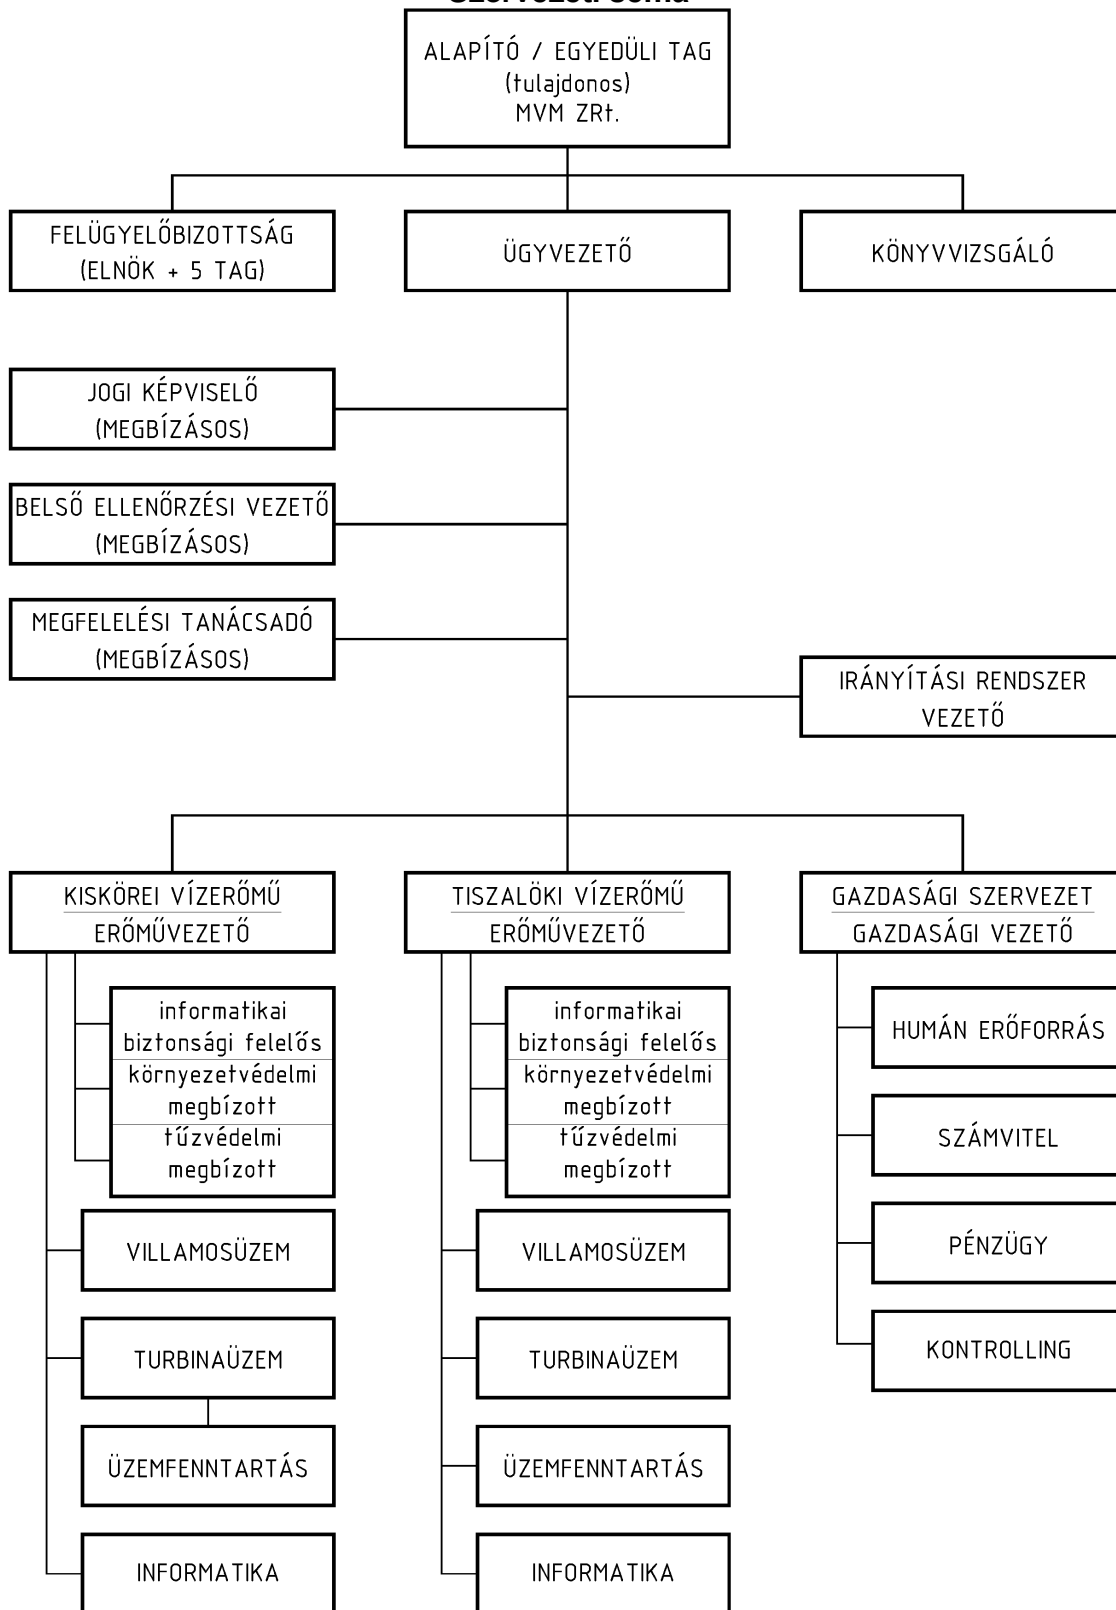 ALAPÍTÓ / EGYEDÜLI TAG
(tulajdonos)
MVM ZRt.
FELÜGYELŐBIZOTTSÁG
(ELNÖK + 5 TAG)
ÜGYVEZETŐ
KÖNYVVIZSGÁLÓ
JOGI KÉPVISELŐ
(MEGBÍZÁSOS)
BELSŐ ELLENŐRZÉSI VEZETŐ
(MEGBÍZÁSOS)
MEGFELELÉSI TANÁCSADÓ
(MEGBÍZÁSOS)
IRÁNYÍTÁSI RENDSZER
VEZETŐ
KISKÖREI VÍZERŐMŰ
ERŐMŰVEZETŐ
informatikai
biztonsági felelős
környezetvédelmi
megbízott
tűzvédelmi
megbízott
VILLAMOSÜZEM
TURBINAÜZEM
ÜZEMFENNTARTÁS
INFORMATIKA
TISZALÖKI VÍZERŐMŰ
ERŐMŰVEZETŐ
informatikai
biztonsági felelős
környezetvédelmi
megbízott
tűzvédelmi
megbízott
VILLAMOSÜZEM
TURBINAÜZEM
ÜZEMFENNTARTÁS
INFORMATIKA
GAZDASÁGI SZERVEZET
GAZDASÁGI VEZETŐ
HUMÁN ERŐFORRÁS
SZÁMVITEL
PÉNZÜGY
KONTROLLING